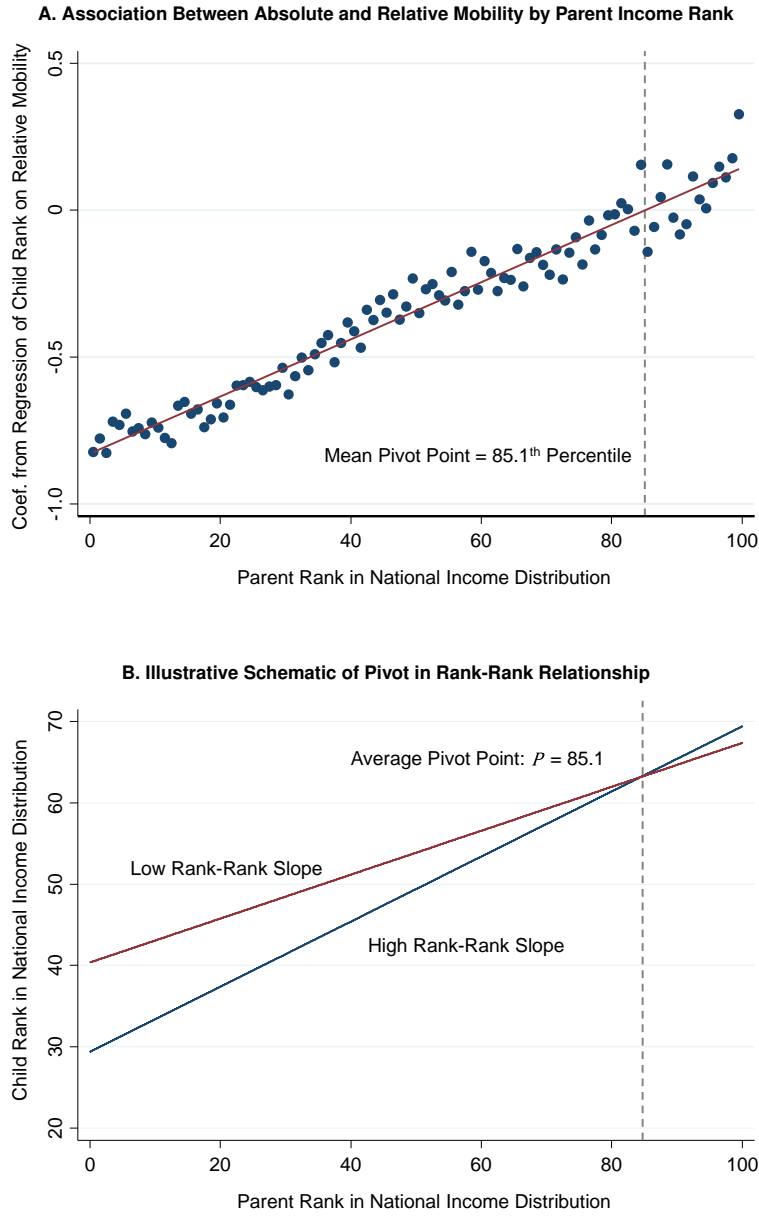 A. Association Between Absolute and Relative Mobility by Parent Income Rank
Coef. from Regression of Child Rank on Relative Mobility
0.5
0
-0.5
-1.0
Mean Pivot Point = 85.1th Percentile
0 20 40 60 80 100
Parent Rank in National Income Distribution
B. Illustrative Schematic of Pivot in Rank-Rank Relationship
Child Rank in National Income Distribution
70
60
50
40
30
20
Average Pivot Point: P = 85.1
Low Rank-Rank Slope
High Rank-Rank Slope
0 20 40 60 80 100
Parent Rank in National Income Distribution